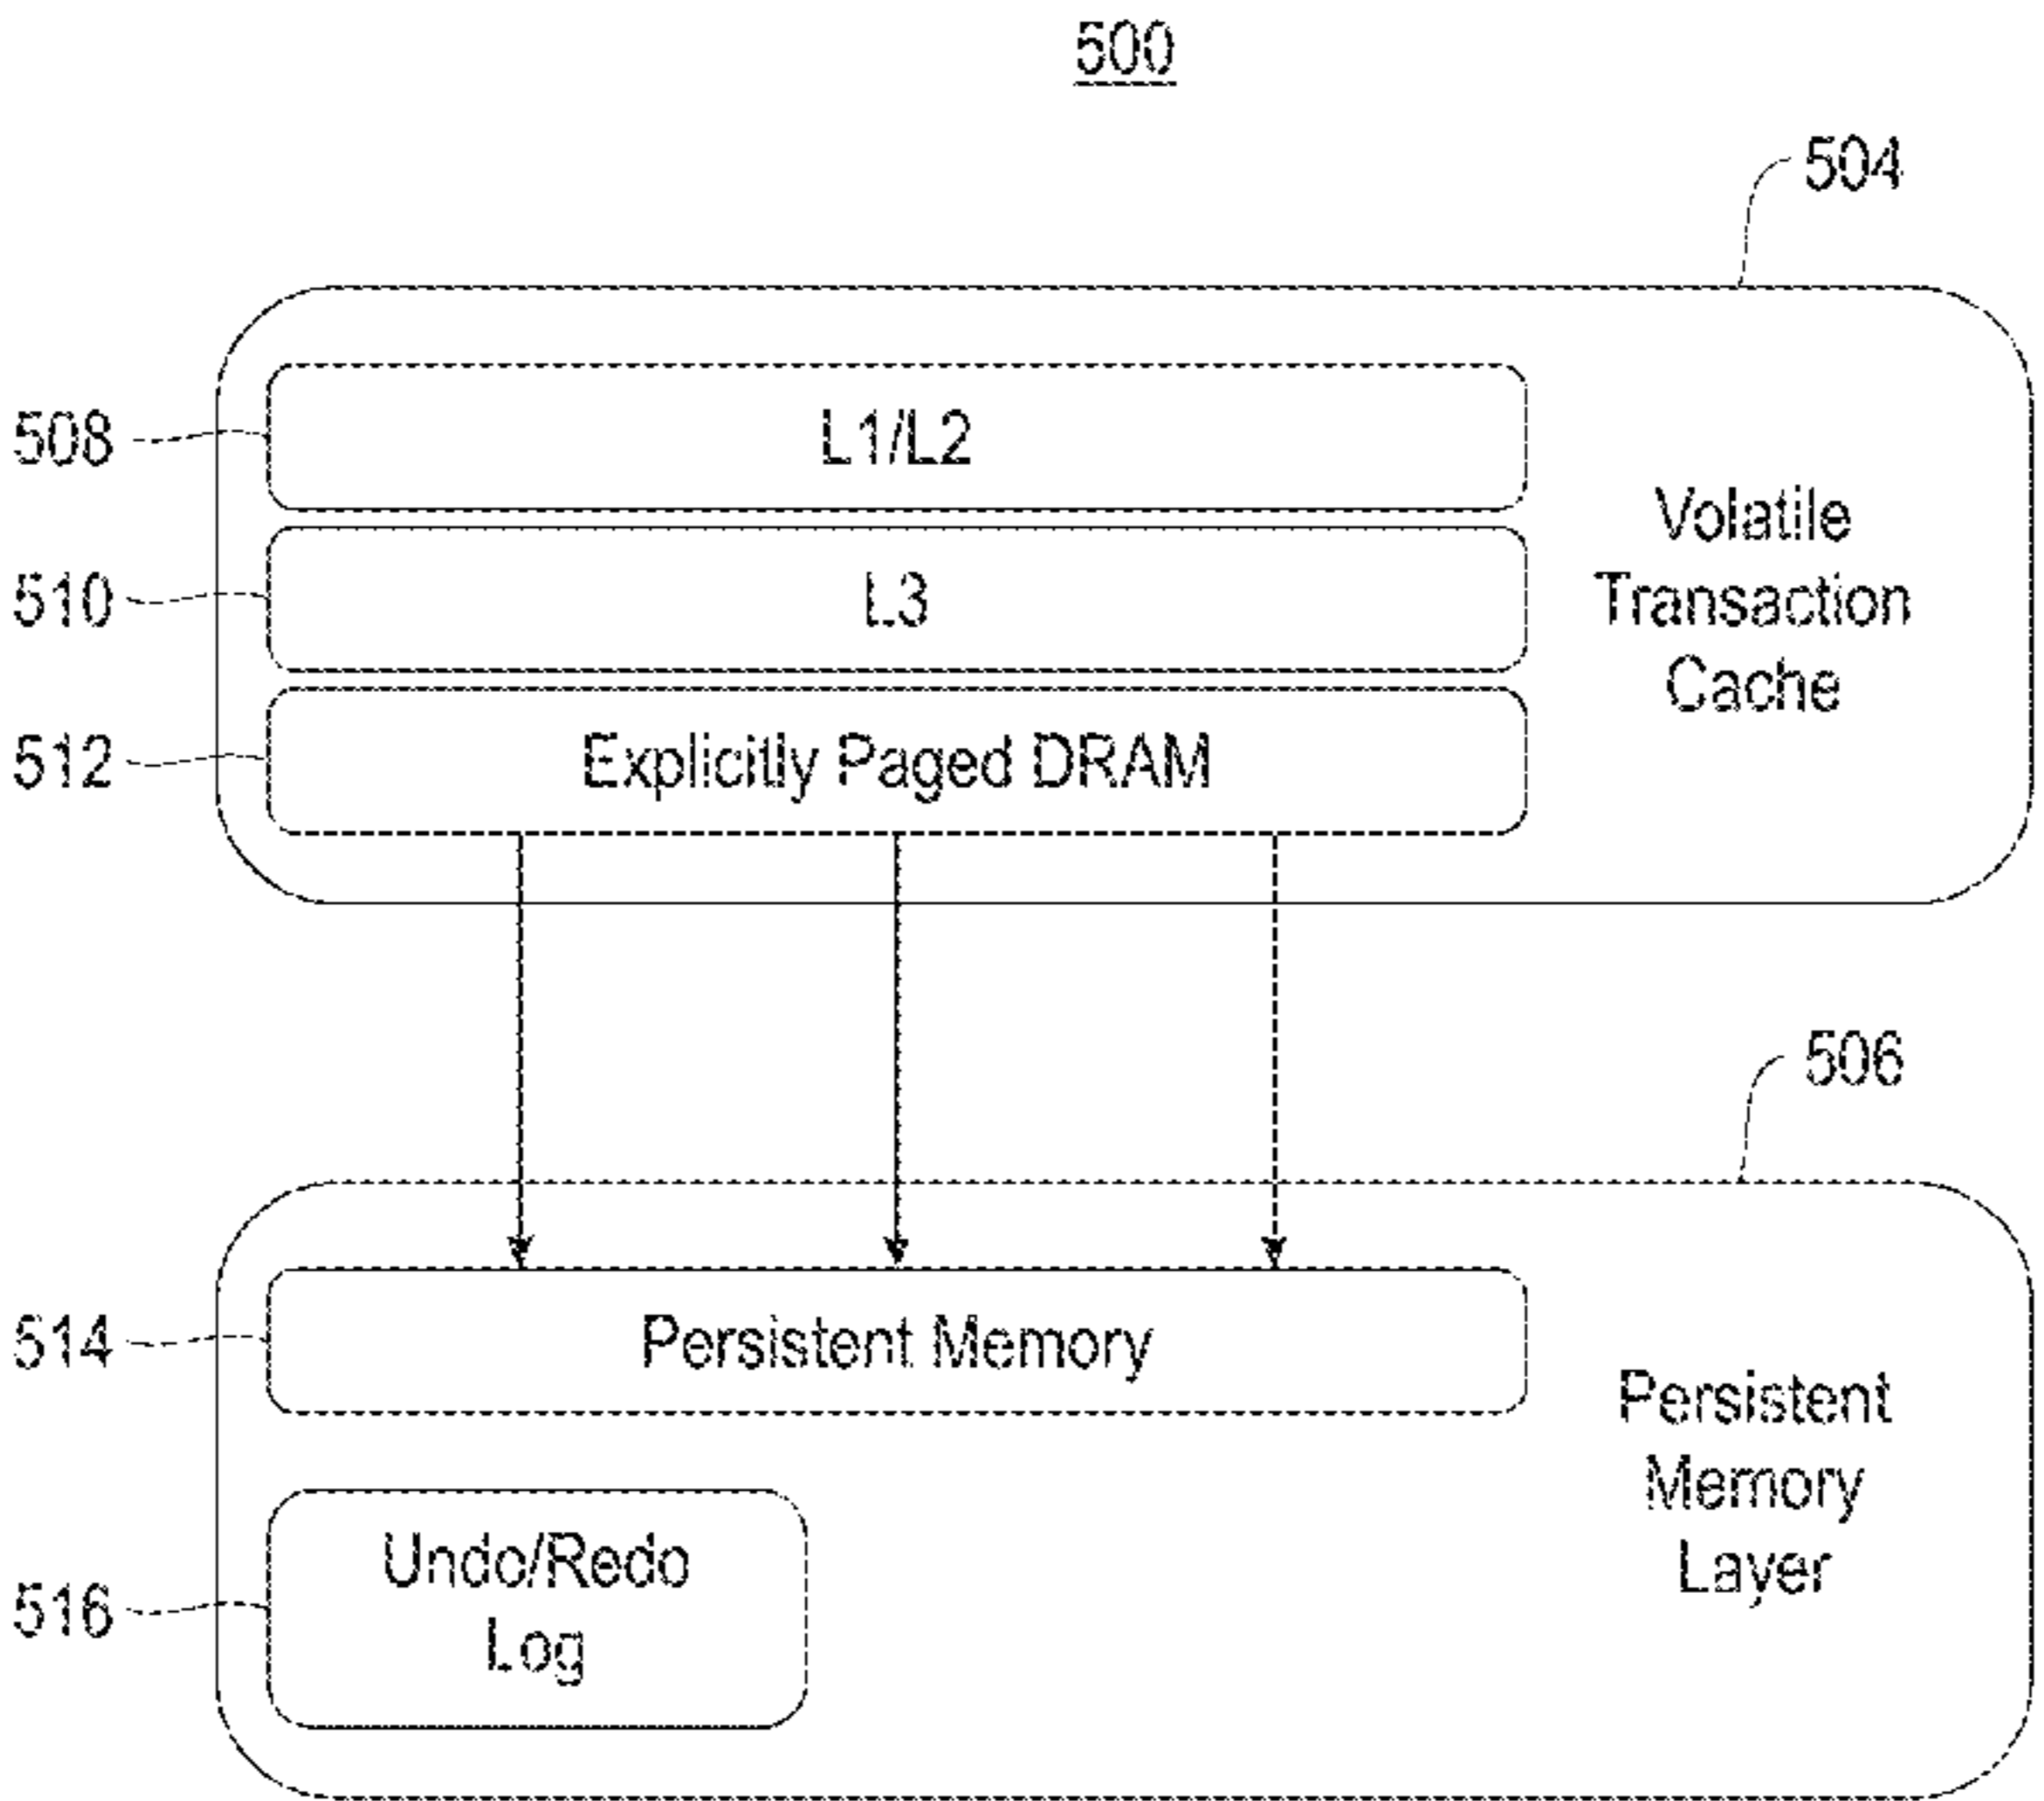 500
504
508
L1/L2
510
L3
512
Explicitly Paged DRAM
Volatile
Transaction
Cache
506
514
Persistent Memory
Persistent
Memory
Layer
516
Undo/Redo
Log